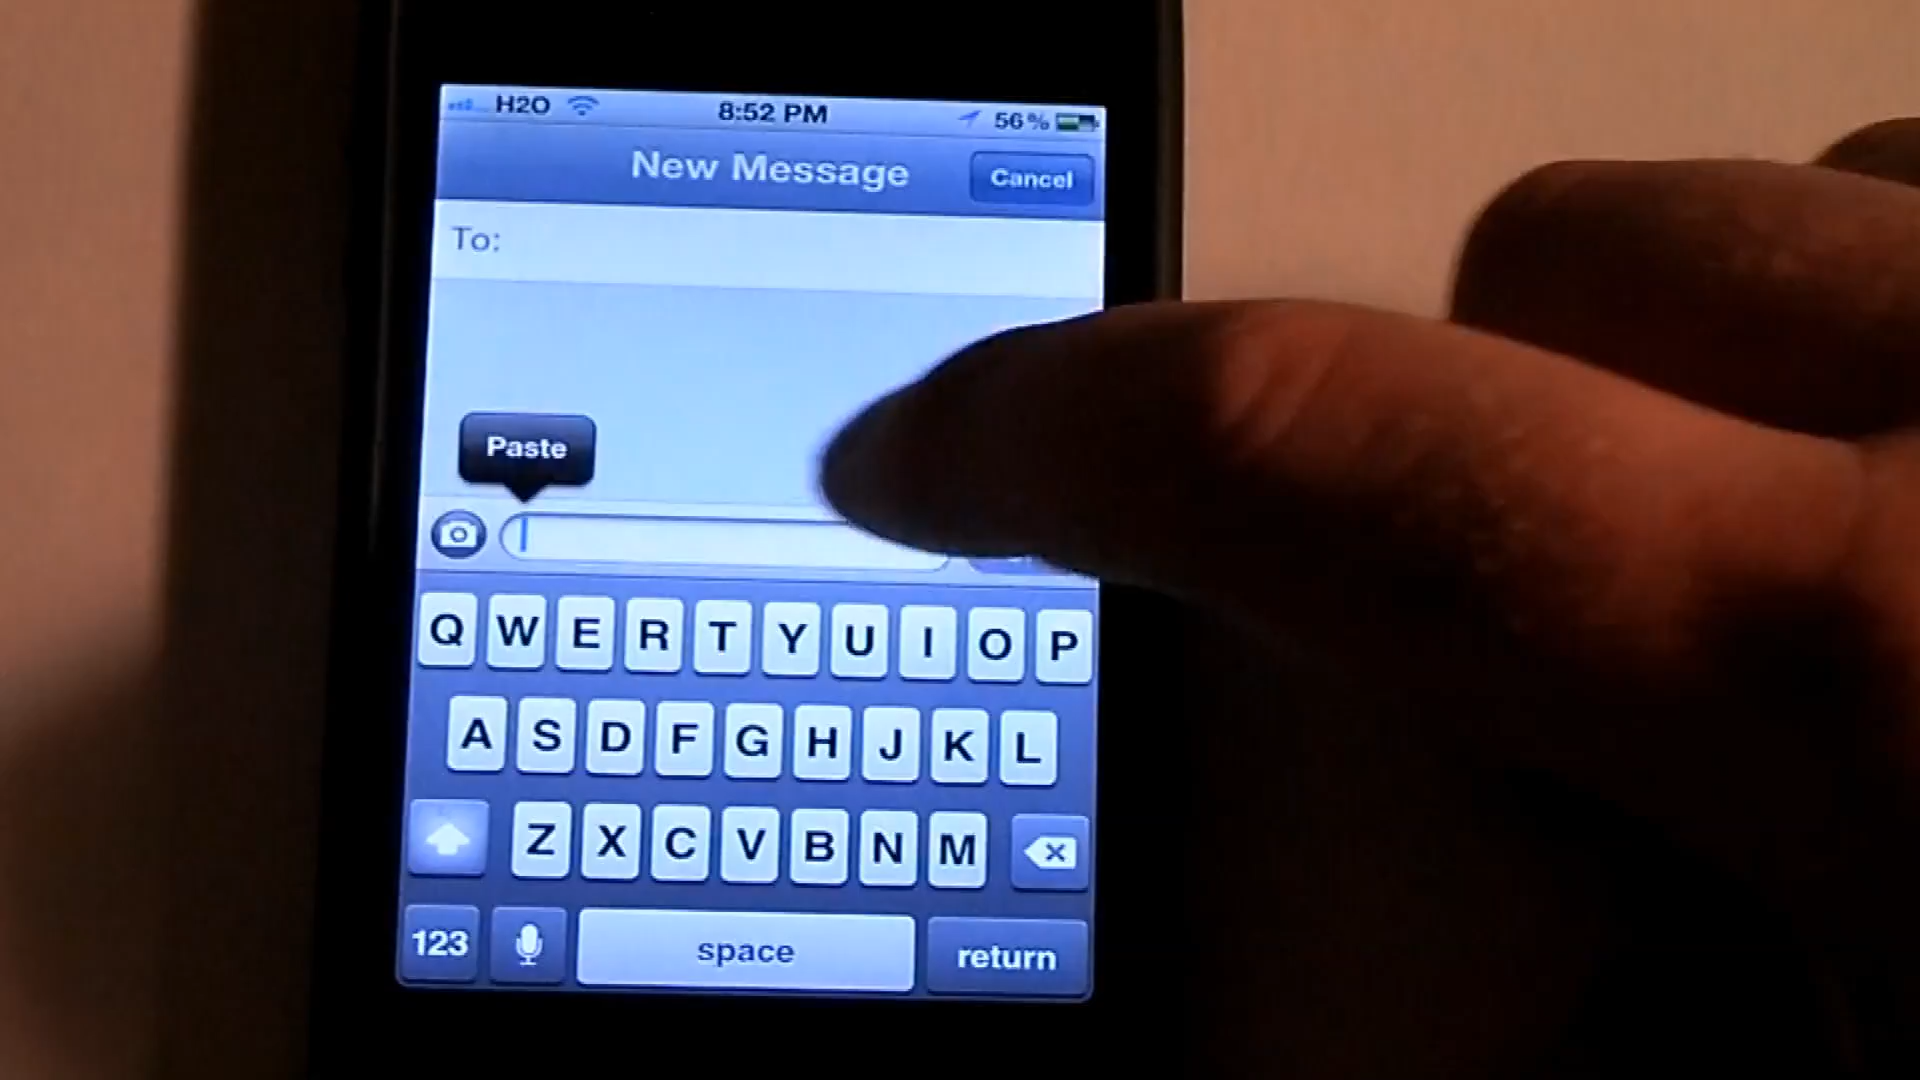 H2O 8:52 PM 56%
New Message Cancel
To:
Paste
Q W E R T Y U I O P
A S D F G H J K L
Z X C V B N M
123 space return